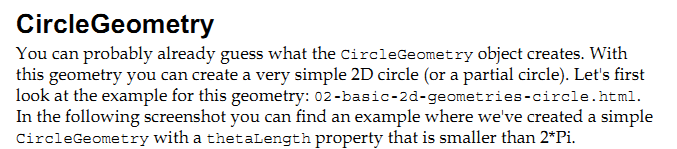 CircleGeometry
You can probably already guess what the CircleGeometry object creates. With
this geometry you can create a very simple 2D circle (or a partial circle). Let's first
look at the example for this geometry: 02-basic-2d-geometries-circle.html.
In the following screenshot you can find an example where we've created a simple
CircleGeometry with a thetaLength property that is smaller than 2*Pi.